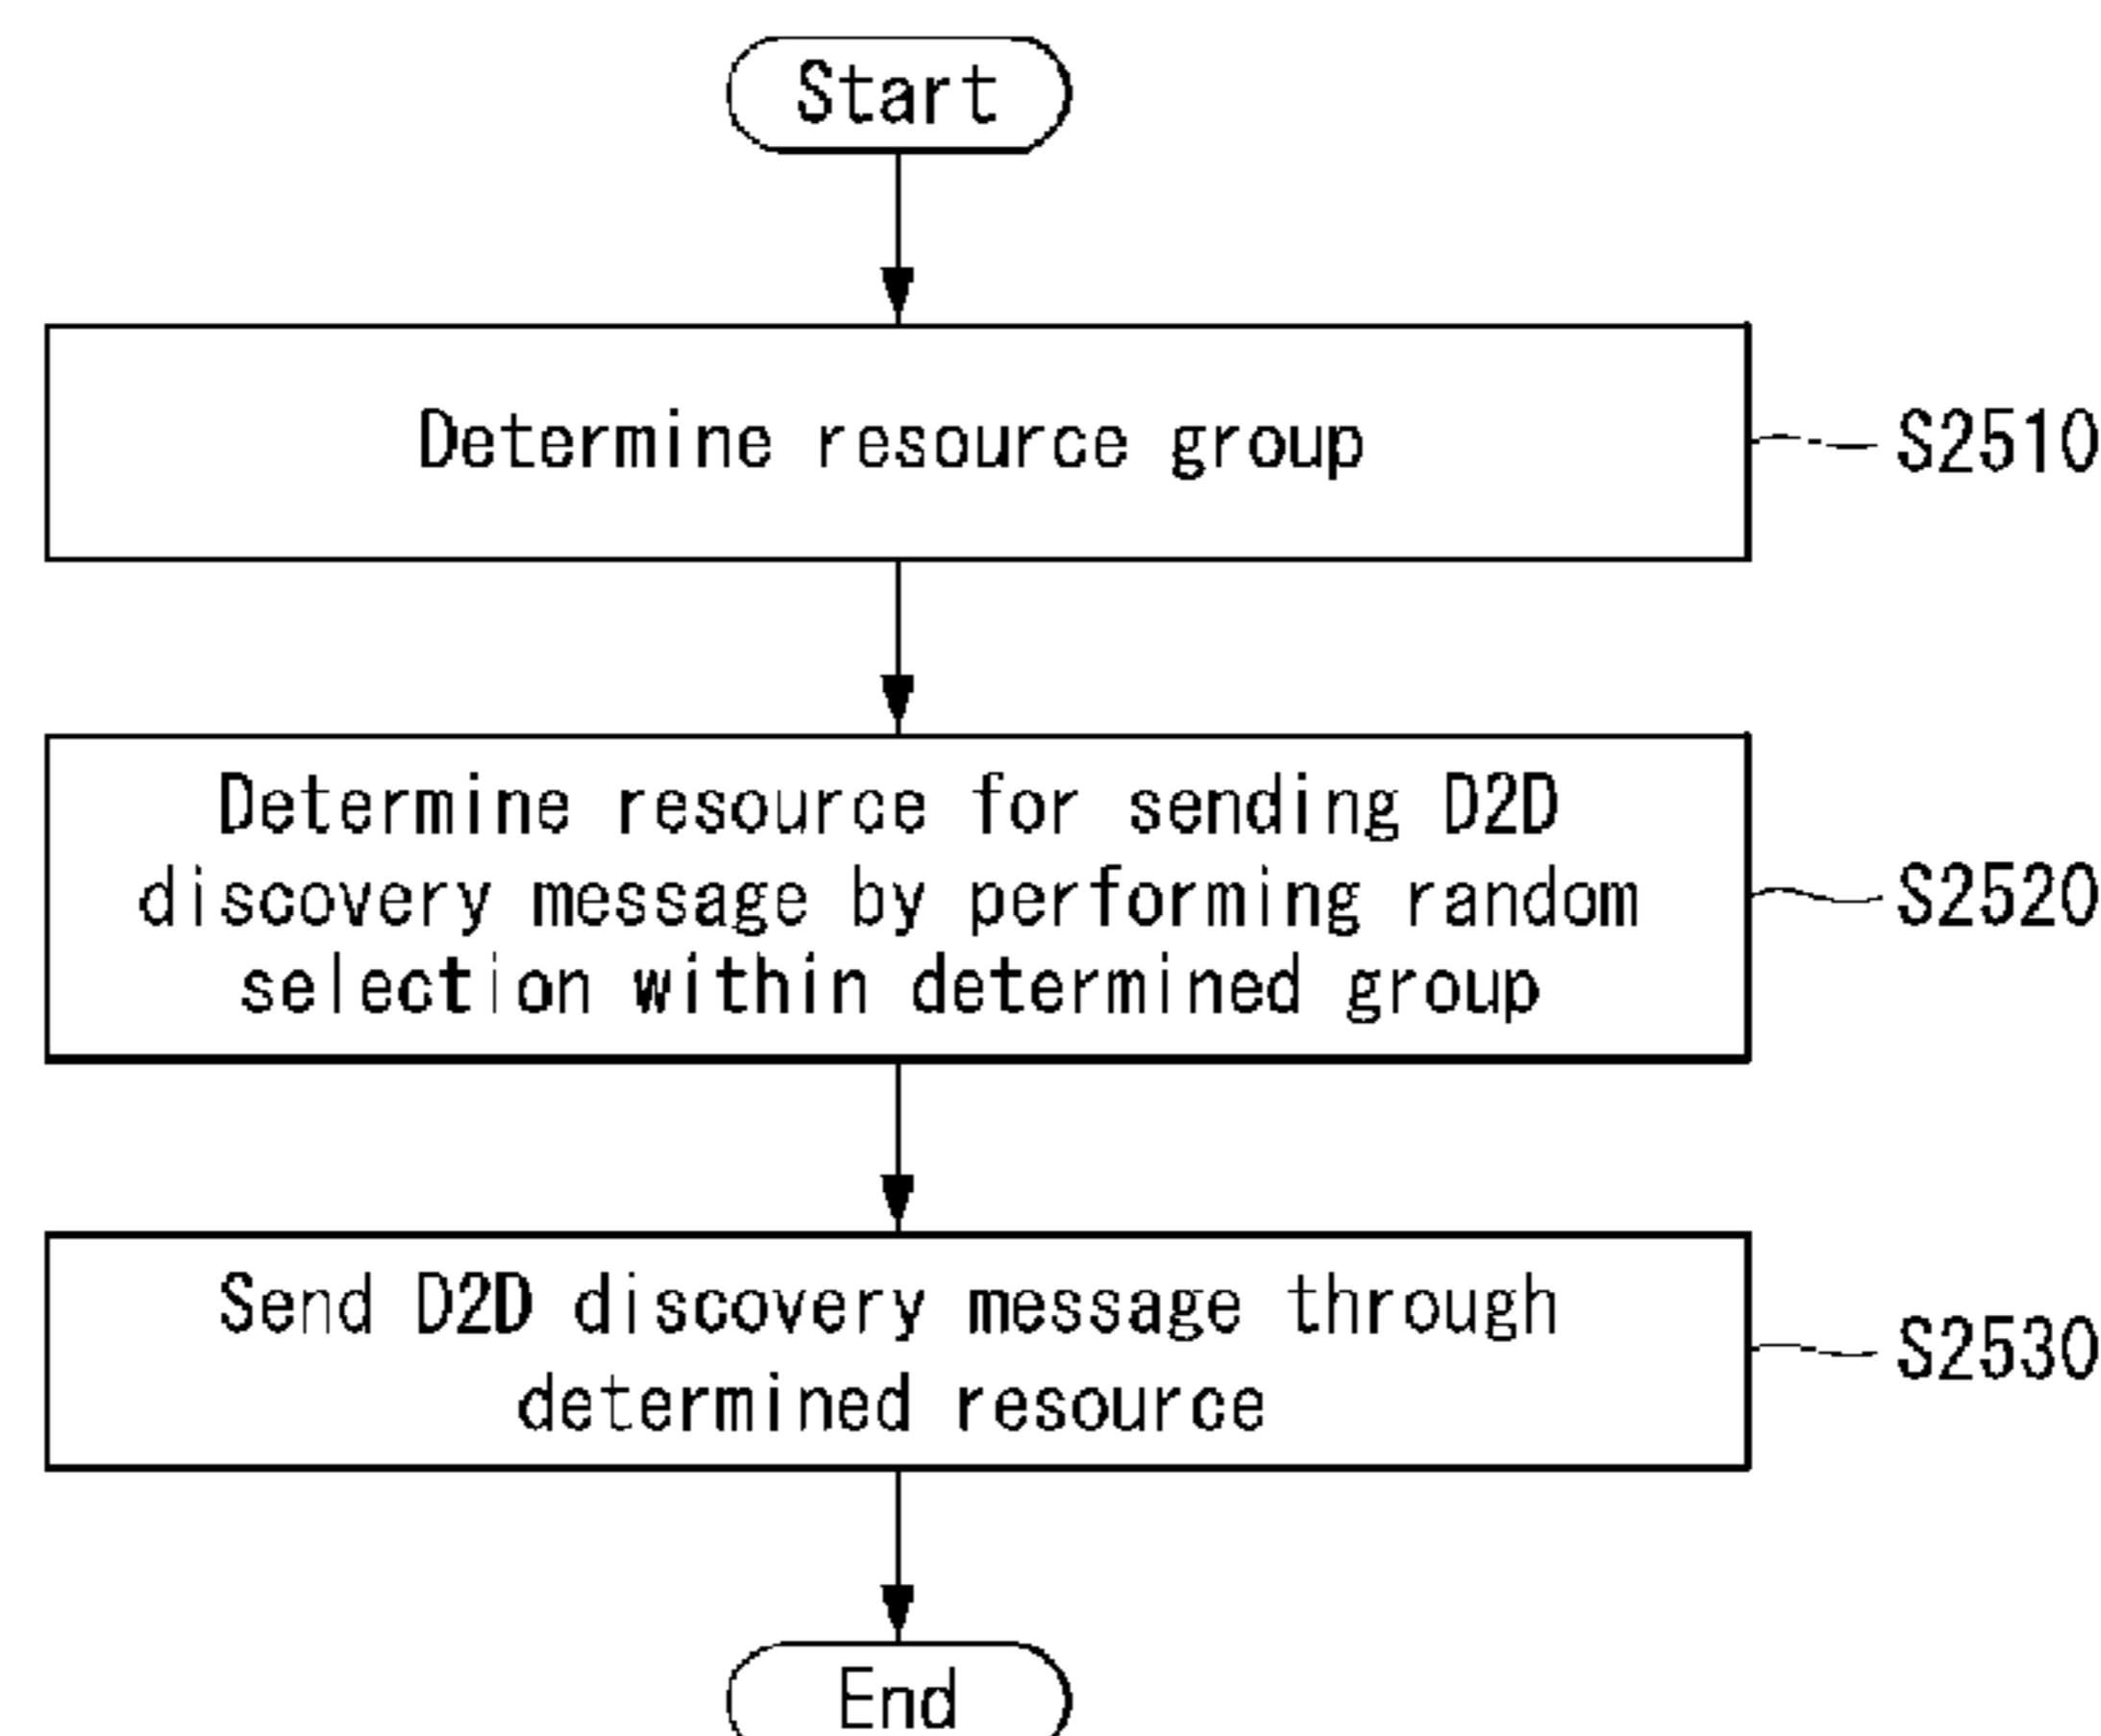 Start
Determine resource group
S2510
Determine resource for sending D2D
discovery message by performing random
selection within determined group
S2520
Send D2D discovery message through
determined resource
S2530
End